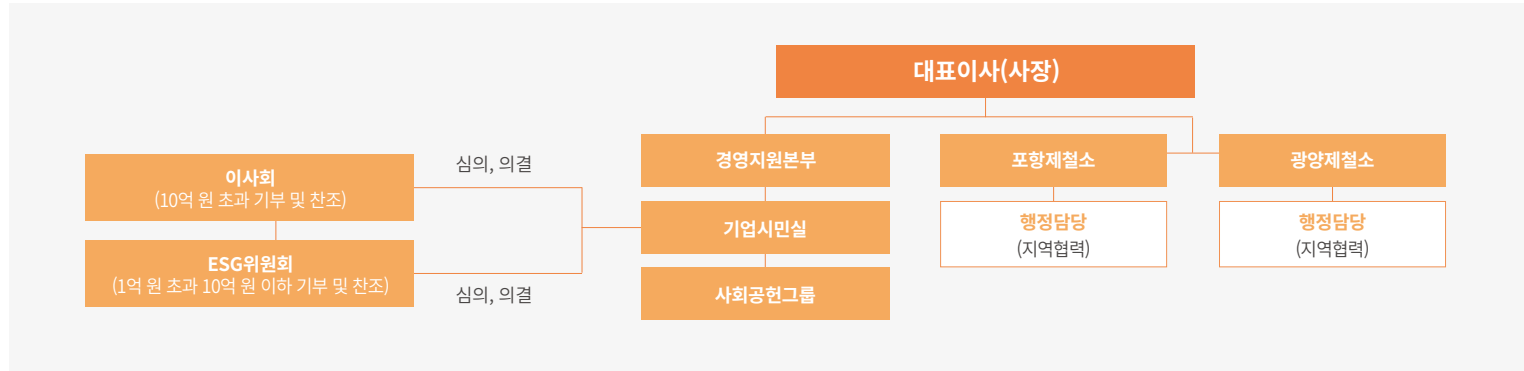 대표이사(사장)
이사회
(10억 원 초과 기부 및 찬조)
ESG위원회
(1억 원 초과 10억 원 이하 기부 및 찬조)
심의, 의결
심의, 의결
경영지원본부
기업시민실
사회공헌그룹
포항제철소
행정담당
(지역협력)
광양제철소
행정담당
(지역협력)